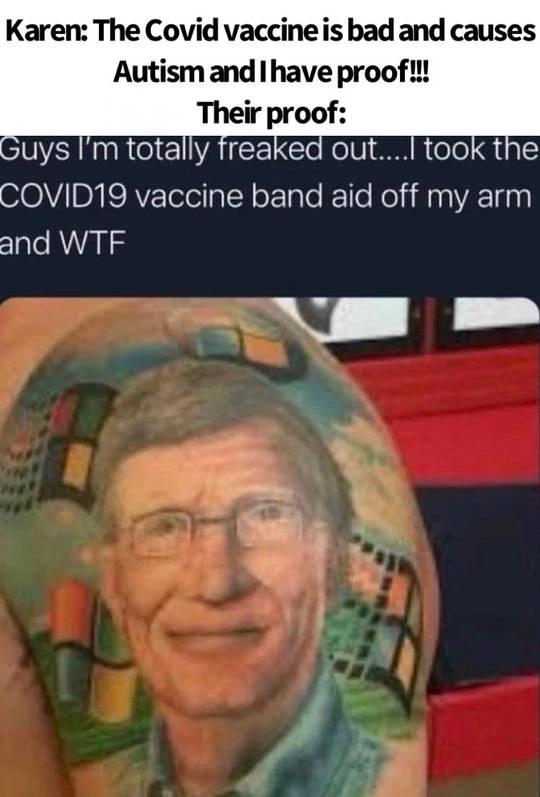 Karen: The Covid vaccine is bad and causes
Autism and I have proof!!!
Their proof:
Guys I'm totally freaked out....I took the
COVID19 vaccine band aid off my arm
and WTF